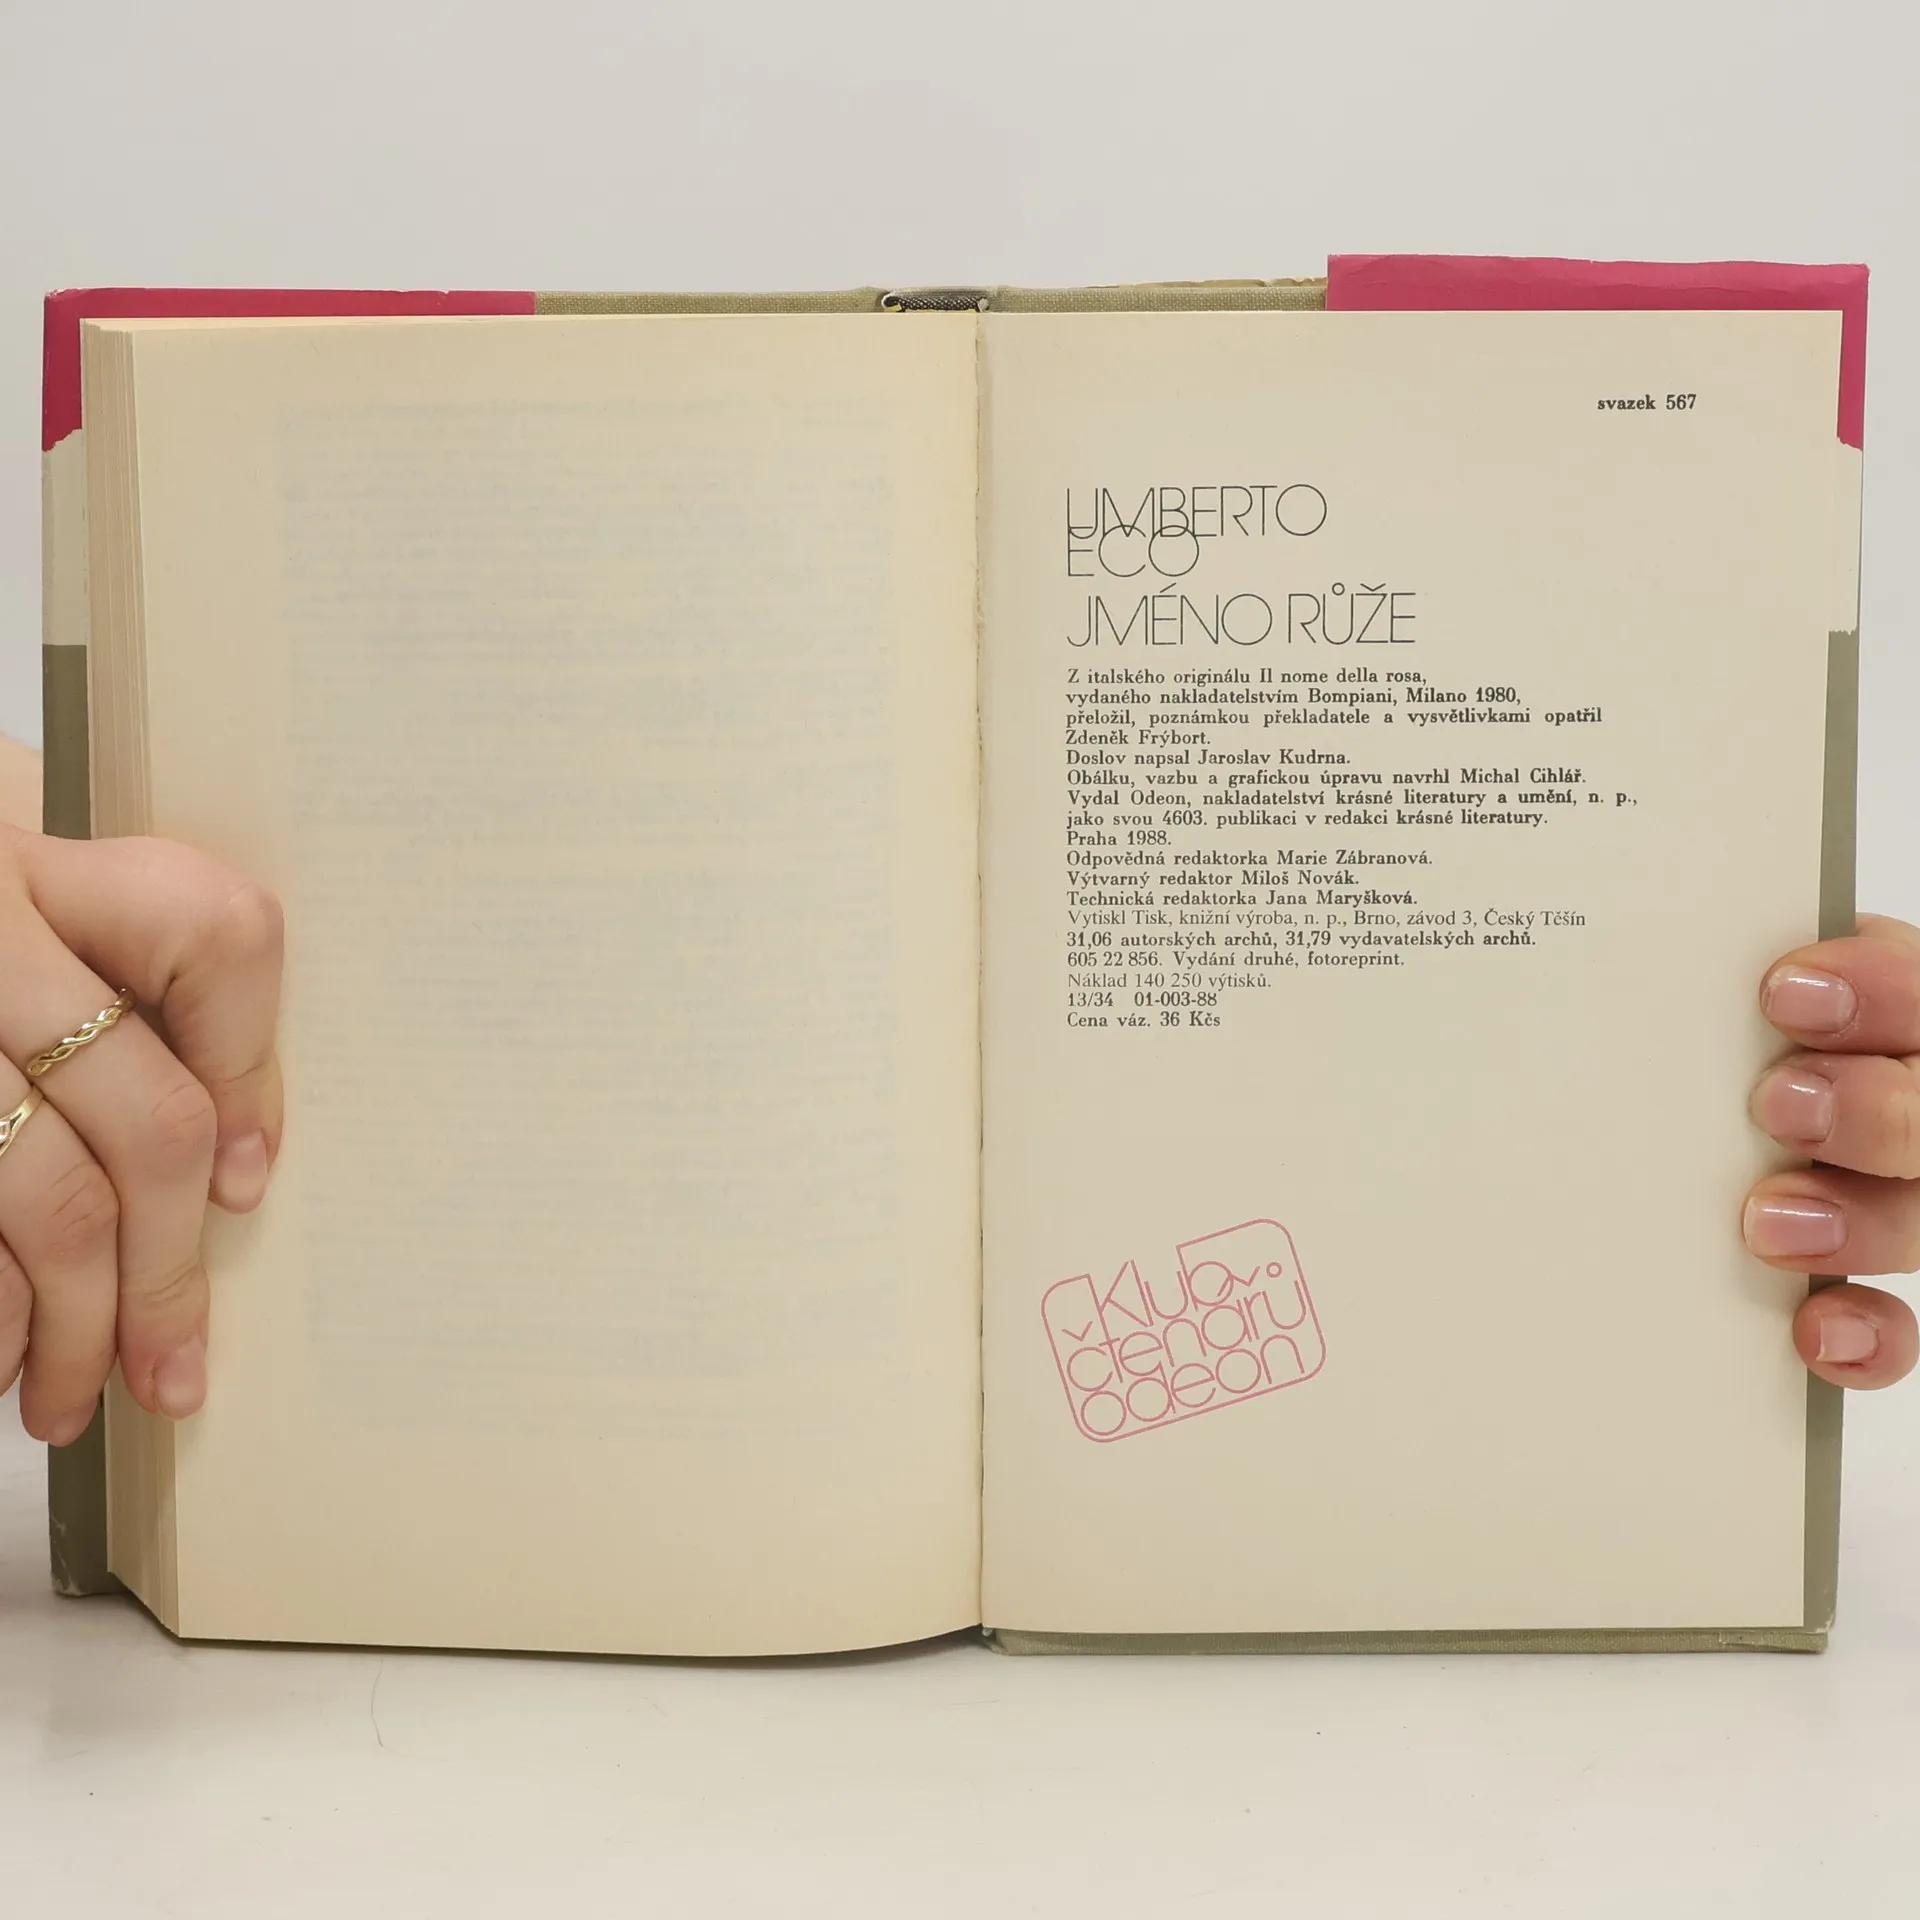 svazek 567
UMBERTO
ECO
JMÉNO RŮŽE
Z italského originálu Il nome della rosa,
vydaného nakladatelstvím Bompiani, Milano 1980,
přeložil, poznámkou překladatele a vysvětlivkami opatřil
Zdeněk Frýbort.
Doslov napsal Jaroslav Kudrna.
Obálku, vazbu a grafickou úpravu navrhl Michal Cihlář.
Vydal Odeon, nakladatelství krásné literatury a umění, n. p.,
jako svou 4603. publikaci v redakci krásné literatury.
Praha 1988.
Odpovědná redaktorka Marie Zábranová.
Výtvarný redaktor Miloš Novák.
Technická redaktorka Jana Maryšková.
Vytiskl Tisk, knižní výroba, n. p., Brno, závod 3, Český Těšín
31,06 autorských archů, 31,79 vydavatelských archů.
605 22 856. Vydání druhé, fotoreprint.
Náklad 140 250 výtisků.
13/34 01-003-88
Cena váz. 36 Kčs
Klub
čtenářů
odeon